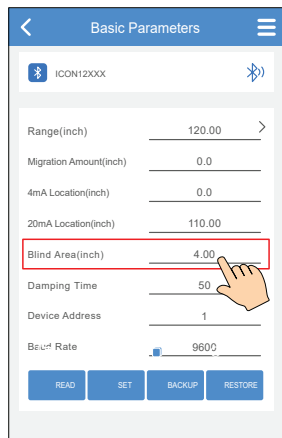 Basic Parameters
ICON12XXX
Range(inch) 120.00
Migration Amount(inch) 0.0
4mA Location(inch) 0.0
20mA Location(inch) 110.00
Blind Area(inch) 4.00
Damping Time 50
Device Address 1
Baud Rate 9600
READ SET BACKUP RESTORE